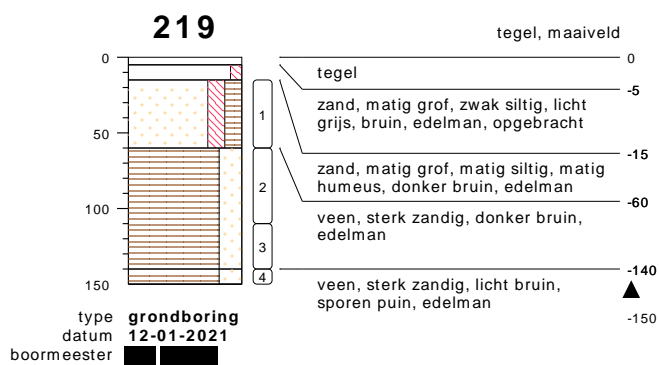 219
tegel, maaiveld
0
0
tegel
-5
zand, matig grof, zwak siltig, licht
grijs, bruin, edelman, opgebracht
1
50
-15
zand, matig grof, matig siltig, matig
humeus, donker bruin, edelman
2
-60
100
veen, sterk zandig, donker bruin,
edelman
3
-140
4
150
veen, sterk zandig, licht bruin,
sporen puin, edelman
-150
type grondboring
datum 12-01-2021
boormeester